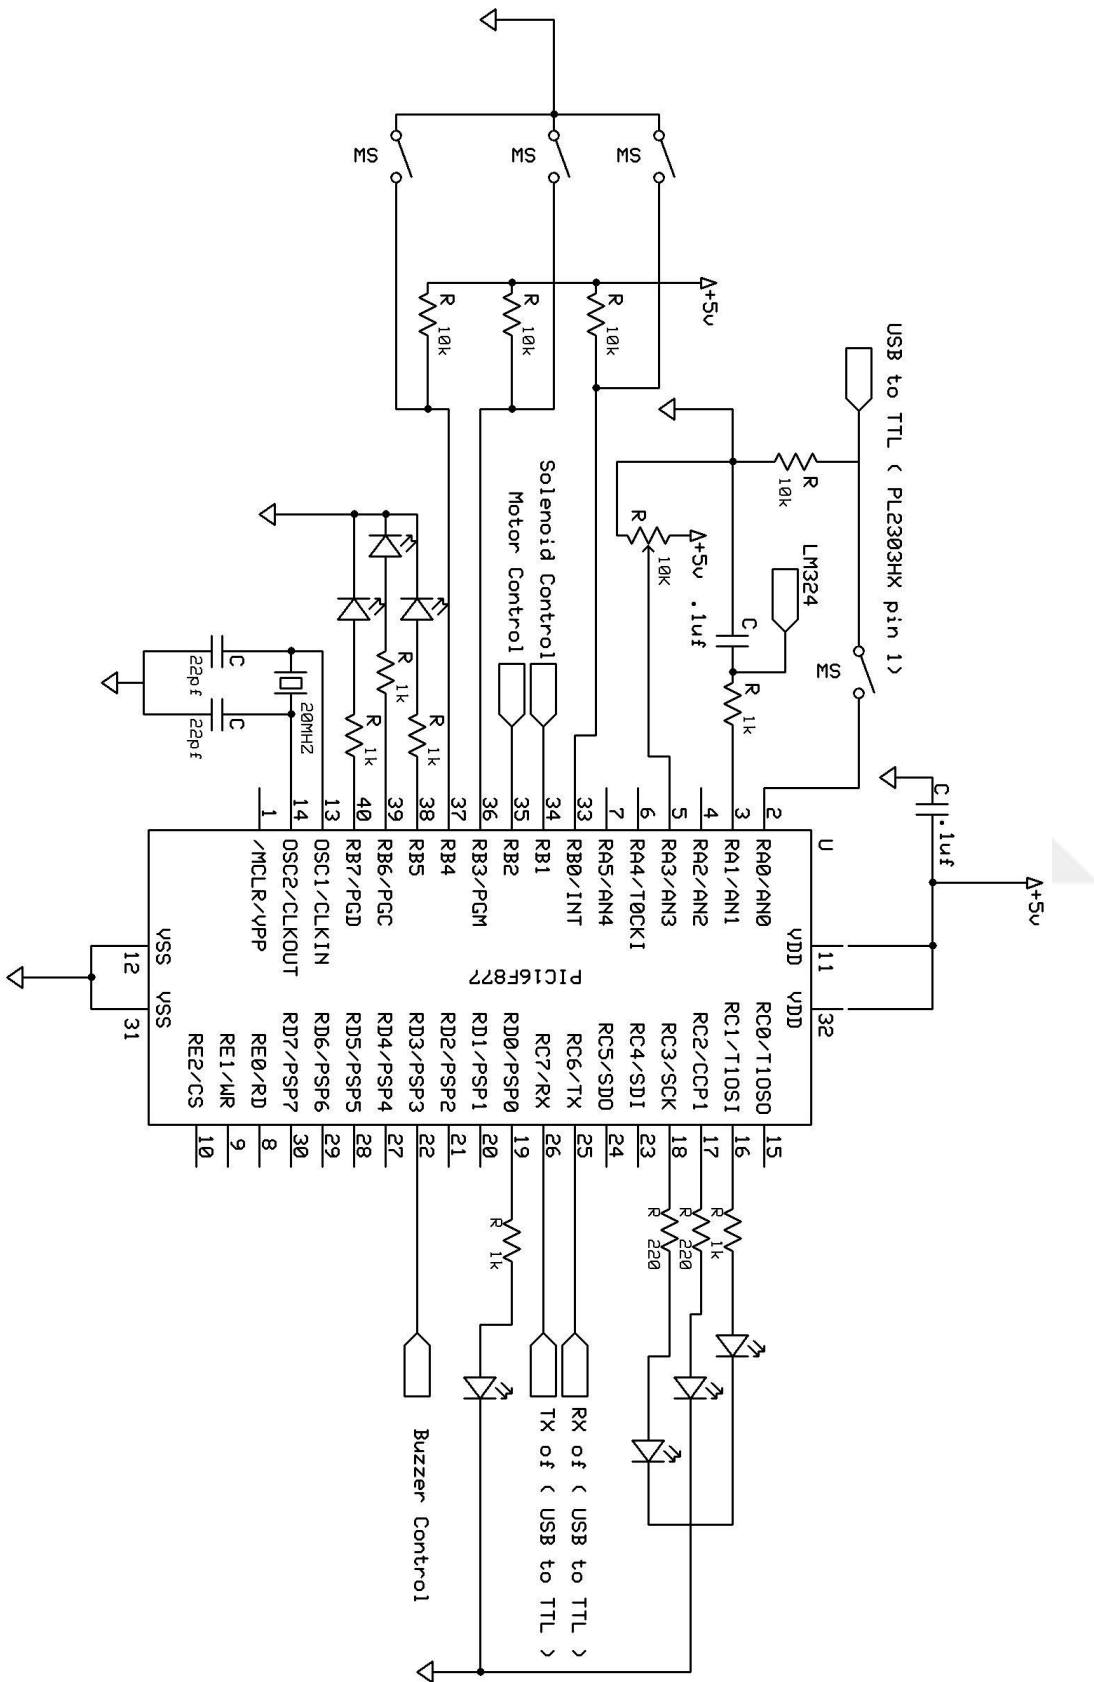 +5v
C
.1uf
USB to TTL ( PL2303HX pin 1)
MS
LM324
R
10k
C
.1uf
R
1k
+5v
R
10K
+5v
MS
MS
MS
R
10k
R
10k
R
10k
Solenoid Control
Motor Control
R
1k
R
1k
R
1k
20MHZ
C
22pf
C
22pf
U
PIC16F877
11
VDD
32
VDD
2
RA0/AN0
3
RA1/AN1
4
RA2/AN2
5
RA3/AN3
6
RA4/T0CKI
7
RA5/AN4
33
RB0/INT
34
RB1
35
RB2
36
RB3/PGM
37
RB4
38
RB5
39
RB6/PGC
40
RB7/PGD
13
OSC1/CLKIN
14
OSC2/CLKOUT
1
/MCLR/VPP
RC0/T1OSO
15
RC1/T1OSI
16
RC2/CCP1
17
RC3/SCK
18
RC4/SDI
23
RC5/SDO
24
RC6/TX
25
RC7/RX
26
RD0/PSP0
19
RD1/PSP1
20
RD2/PSP2
21
RD3/PSP3
22
RD4/PSP4
27
RD5/PSP5
28
RD6/PSP6
29
RD7/PSP7
30
RE0/RD
8
RE1/WR
9
RE2/CS
10
VSS
12
VSS
31
R
1k
R
220
R
220
R
1k
RX of ( USB to TTL )
TX of ( USB to TTL )
Buzzer Control